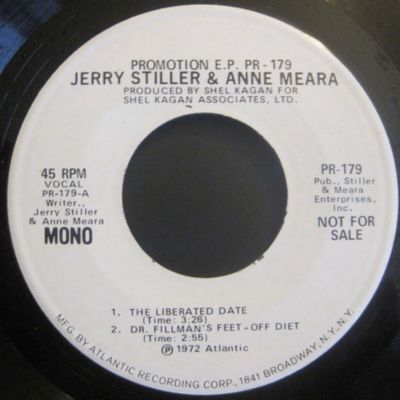 PROMOTION E.P. PR-179
JERRY STILLER & ANNE MEARA
PRODUCED BY SHEL KAGAN FOR
SHEL KAGAN ASSOCIATES, LTD.
45 RPM
VOCAL
PR-179-A
Writer.,
Jerry Stiller
& Anne Meara
MONO
PR-179
Pub., Stiller
& Meara
Enterprises,
Inc.
NOT FOR
SALE
1. THE LIBERATED DATE
(Time: 3:26)
2. DR. FILLMAN'S FEET-OFF DIET
(Time: 2:55)
℗ 1972 Atlantic
MFG. BY ATLANTIC RECORDING CORP., 1841 BROADWAY, N.Y., N.Y.